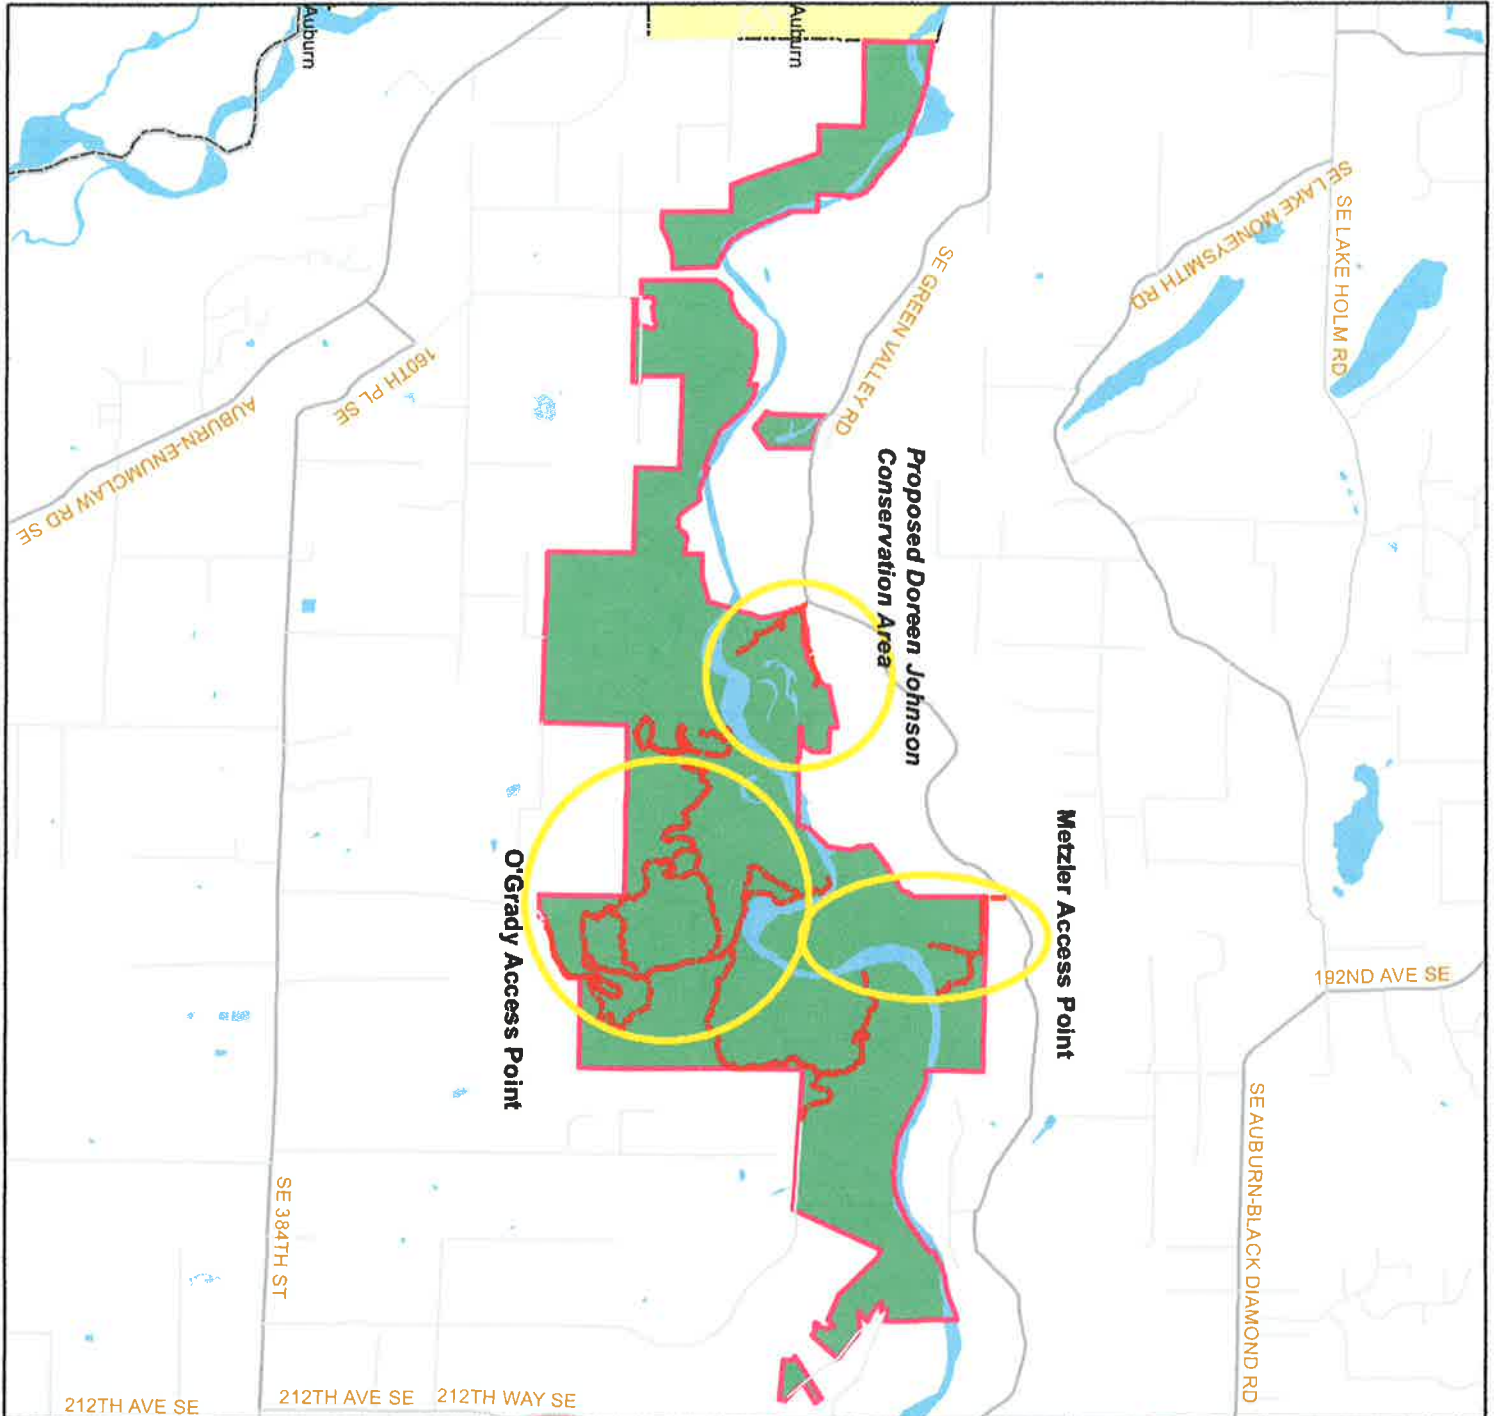 Auburn
Auburn
SE LAKE MONEYSMITH RD
SE LAKE HOLM RD
SE GREEN VALLEY RD
160TH PL SE
AUBURN-ENUMCLAW RD SE
Proposed Doreen Johnson
Conservation Area
Metzler Access Point
O'Grady Access Point
192ND AVE SE
SE AUBURN-BLACK DIAMOND RD
SE 384TH ST
212TH AVE SE
212TH AVE SE
212TH WAY SE